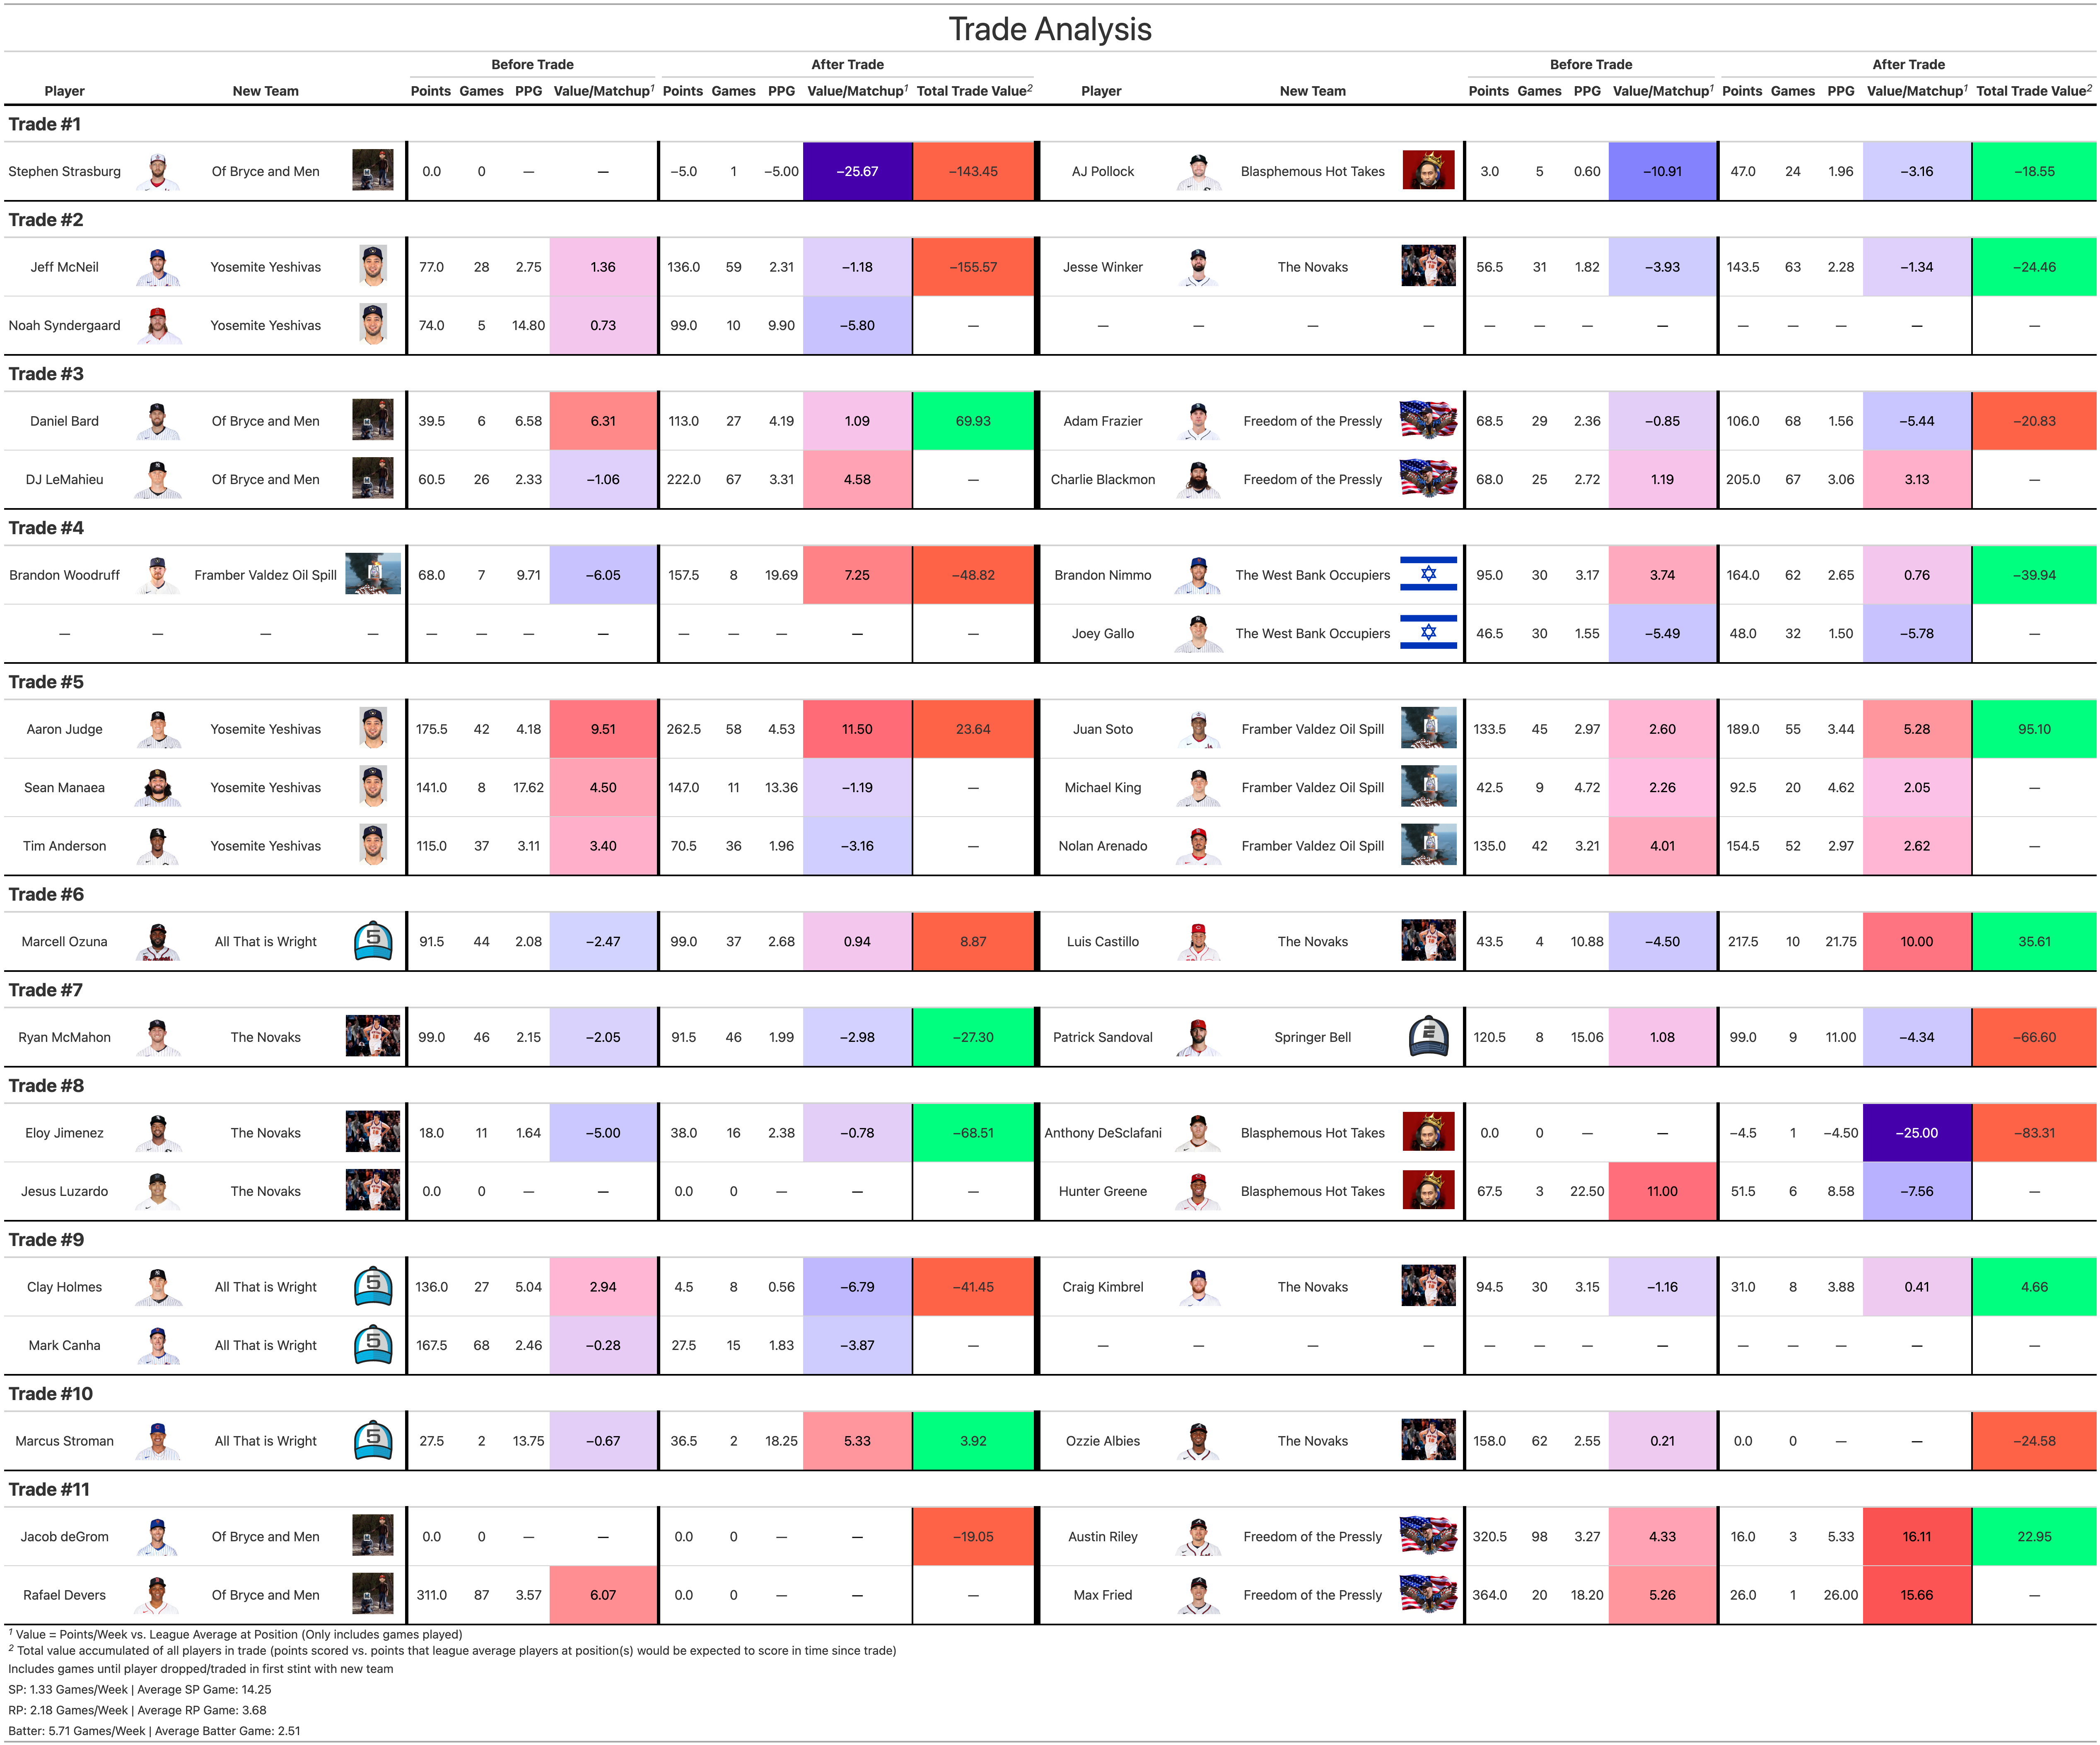 Trade Analysis
Before Trade After Trade Before Trade After Trade
Player New Team Points Games PPG Value/Matchup1 Points Games PPG Value/Matchup1 Total Trade Value2 Player New Team Points Games PPG Value/Matchup1 Points Games PPG Value/Matchup1 Total Trade Value2
Trade #1
Stephen Strasburg Of Bryce and Men 0.0 0 — — −5.0 1 −5.00 −25.67 −143.45 AJ Pollock Blasphemous Hot Takes 3.0 5 0.60 −10.91 47.0 24 1.96 −3.16 −18.55
Trade #2
Jeff McNeil Yosemite Yeshivas 77.0 28 2.75 1.36 136.0 59 2.31 −1.18 −155.57 Jesse Winker The Novaks 56.5 31 1.82 −3.93 143.5 63 2.28 −1.34 −24.46
Noah Syndergaard Yosemite Yeshivas 74.0 5 14.80 0.73 99.0 10 9.90 −5.80 — — — — — — — — — — — — —
Trade #3
Daniel Bard Of Bryce and Men 39.5 6 6.58 6.31 113.0 27 4.19 1.09 69.93 Adam Frazier Freedom of the Pressly 68.5 29 2.36 −0.85 106.0 68 1.56 −5.44 −20.83
DJ LeMahieu Of Bryce and Men 60.5 26 2.33 −1.06 222.0 67 3.31 4.58 — Charlie Blackmon Freedom of the Pressly 68.0 25 2.72 1.19 205.0 67 3.06 3.13 —
Trade #4
Brandon Woodruff Framber Valdez Oil Spill 68.0 7 9.71 −6.05 157.5 8 19.69 7.25 −48.82 Brandon Nimmo The West Bank Occupiers 95.0 30 3.17 3.74 164.0 62 2.65 0.76 −39.94
— — — — — — — — — — — — — Joey Gallo The West Bank Occupiers 46.5 30 1.55 −5.49 48.0 32 1.50 −5.78 —
Trade #5
Aaron Judge Yosemite Yeshivas 175.5 42 4.18 9.51 262.5 58 4.53 11.50 23.64 Juan Soto Framber Valdez Oil Spill 133.5 45 2.97 2.60 189.0 55 3.44 5.28 95.10
Sean Manaea Yosemite Yeshivas 141.0 8 17.62 4.50 147.0 11 13.36 −1.19 — Michael King Framber Valdez Oil Spill 42.5 9 4.72 2.26 92.5 20 4.62 2.05 —
Tim Anderson Yosemite Yeshivas 115.0 37 3.11 3.40 70.5 36 1.96 −3.16 — Nolan Arenado Framber Valdez Oil Spill 135.0 42 3.21 4.01 154.5 52 2.97 2.62 —
Trade #6
Marcell Ozuna All That is Wright 5 91.5 44 2.08 −2.47 99.0 37 2.68 0.94 8.87 Luis Castillo The Novaks 43.5 4 10.88 −4.50 217.5 10 21.75 10.00 35.61
Trade #7
Ryan McMahon The Novaks 99.0 46 2.15 −2.05 91.5 46 1.99 −2.98 −27.30 Patrick Sandoval Springer Bell E 120.5 8 15.06 1.08 99.0 9 11.00 −4.34 −66.60
Trade #8
Eloy Jimenez The Novaks 18.0 11 1.64 −5.00 38.0 16 2.38 −0.78 −68.51 Anthony DeSclafani Blasphemous Hot Takes 0.0 0 — — −4.5 1 −4.50 −25.00 −83.31
Jesus Luzardo The Novaks 0.0 0 — — 0.0 0 — — — Hunter Greene Blasphemous Hot Takes 67.5 3 22.50 11.00 51.5 6 8.58 −7.56 —
Trade #9
Clay Holmes All That is Wright 5 136.0 27 5.04 2.94 4.5 8 0.56 −6.79 −41.45 Craig Kimbrel The Novaks 94.5 30 3.15 −1.16 31.0 8 3.88 0.41 4.66
Mark Canha All That is Wright 5 167.5 68 2.46 −0.28 27.5 15 1.83 −3.87 — — — — — — — — — — — — —
Trade #10
Marcus Stroman All That is Wright 5 27.5 2 13.75 −0.67 36.5 2 18.25 5.33 3.92 Ozzie Albies The Novaks 158.0 62 2.55 0.21 0.0 0 — — −24.58
Trade #11
Jacob deGrom Of Bryce and Men 0.0 0 — — 0.0 0 — — −19.05 Austin Riley Freedom of the Pressly 320.5 98 3.27 4.33 16.0 3 5.33 16.11 22.95
Rafael Devers Of Bryce and Men 311.0 87 3.57 6.07 0.0 0 — — — Max Fried Freedom of the Pressly 364.0 20 18.20 5.26 26.0 1 26.00 15.66 —
1 Value = Points/Week vs. League Average at Position (Only includes games played)
2 Total value accumulated of all players in trade (points scored vs. points that league average players at position(s) would be expected to score in time since trade)
Includes games until player dropped/traded in first stint with new team
SP: 1.33 Games/Week | Average SP Game: 14.25
RP: 2.18 Games/Week | Average RP Game: 3.68
Batter: 5.71 Games/Week | Average Batter Game: 2.51